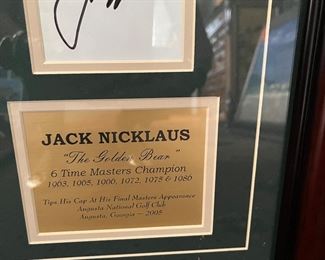 JACK NICKLAUS
"The Golden Bear"
6 Time Masters Champion
1963, 1965, 1966, 1972, 1975 & 1986
Tips His Cap At His Final Masters Appearance
Augusta National Golf Club
Augusta, Georgia ~ 2005